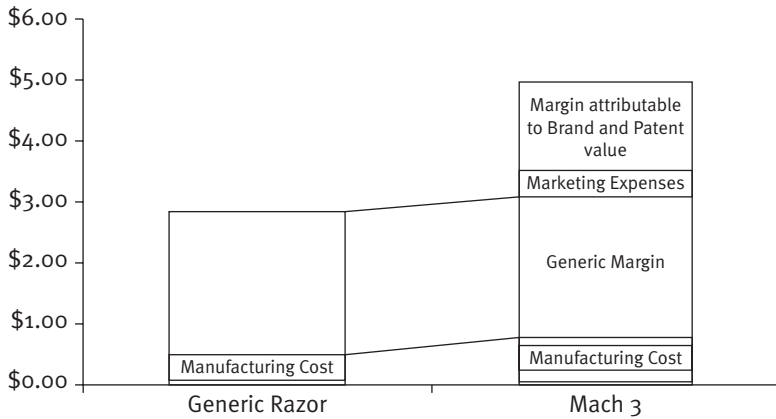 $6.00
$5.00
$4.00
$3.00
$2.00
$1.00
$0.00
Margin attributable
to Brand and Patent
value
Marketing Expenses
Generic Margin
Manufacturing Cost
Manufacturing Cost
Generic Razor
Mach 3